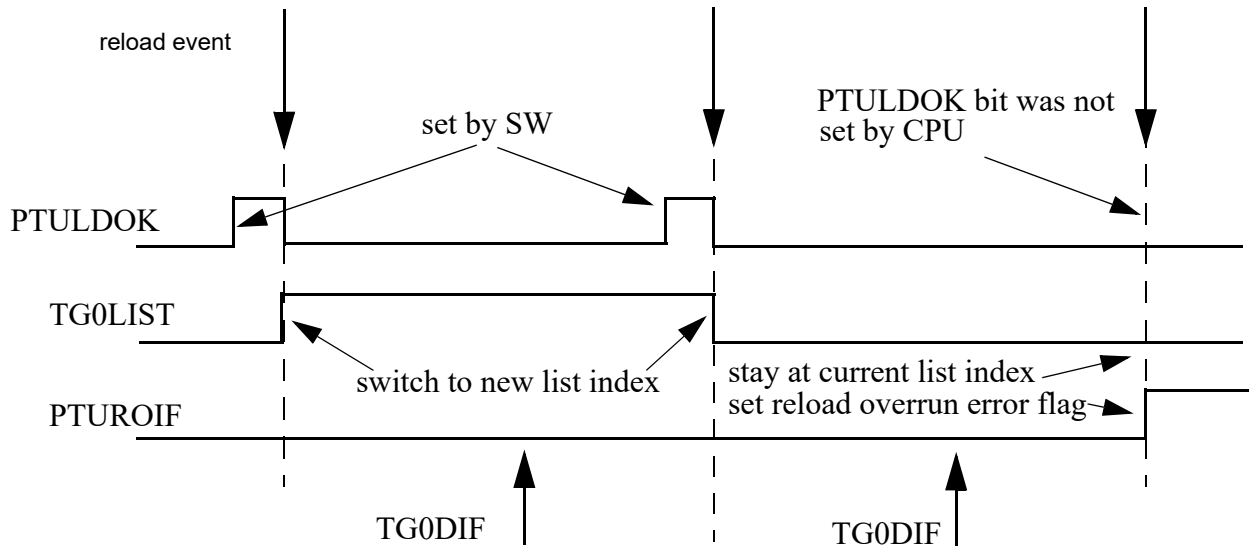 reload event
set by SW
PTULDOK bit was not
set by CPU
PTULDOK
TG0LIST
switch to new list index
stay at current list index
set reload overrun error flag
PTUROIF
TG0DIF
TG0DIF